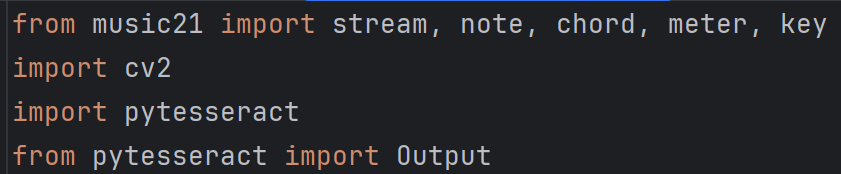 from music21 import stream, note, chord, meter, key
import cv2
import pytesseract
from pytesseract import Output